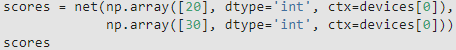 scores = net(np.array([20], dtype='int', ctx=devices[0]),
             np.array([30], dtype='int', ctx=devices[0]))
scores